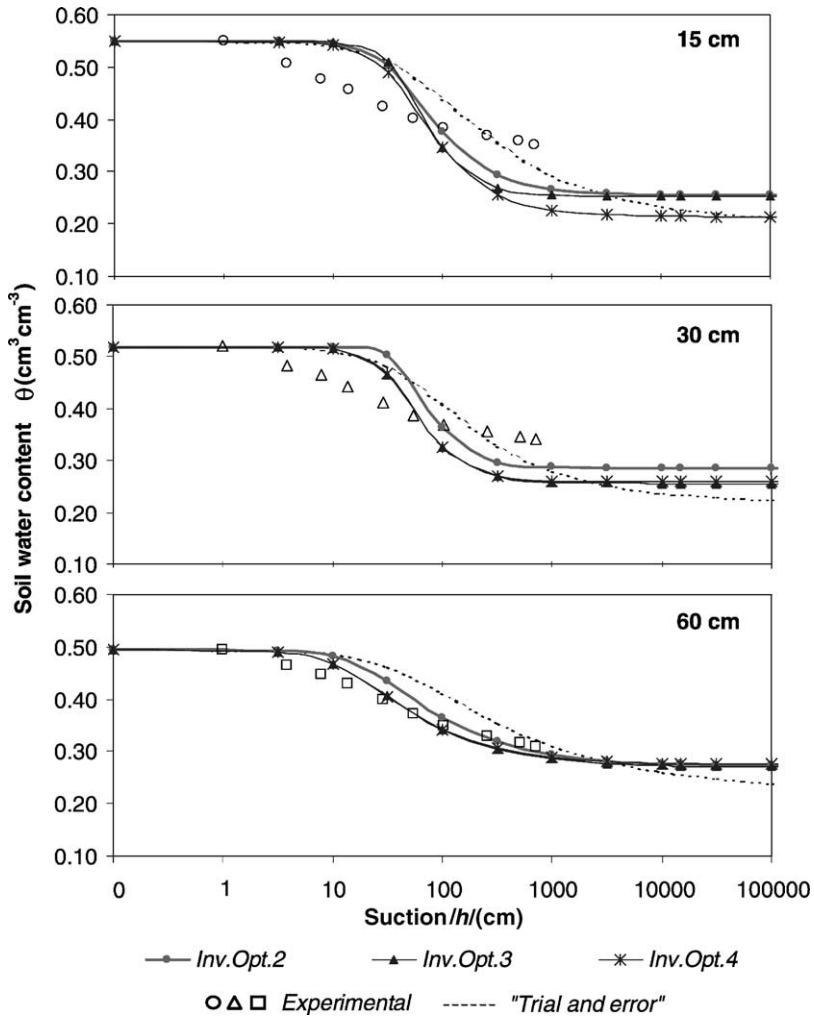 Soil water content θ(cm³cm⁻³)
0.60
0.50
0.40
0.30
0.20
0.10
15 cm
0.60
0.50
0.40
0.30
0.20
0.10
30 cm
0.60
0.50
0.40
0.30
0.20
0.10
60 cm
0 1 10 100 1000 10000 100000
Suction/h/(cm)
Inv.Opt.2 Inv.Opt.3 Inv.Opt.4
Experimental "Trial and error"